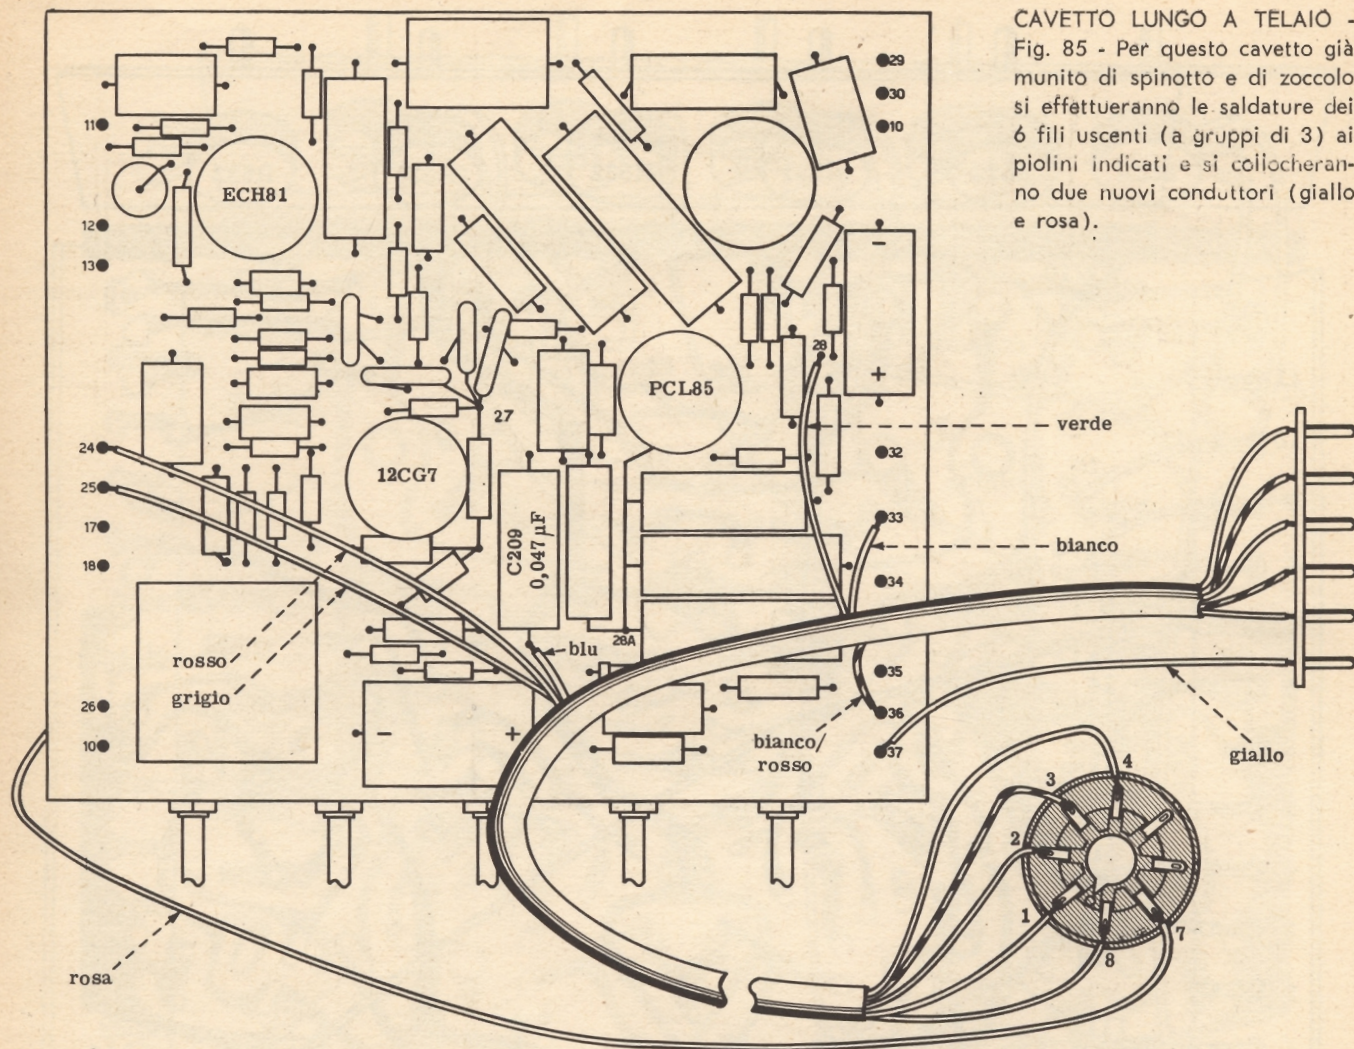 CAVETTO LUNGO A TELAIO -
Fig. 85 - Per questo cavetto già
munito di spinotto e di zoccolo
si effettueranno le saldature dei
6 fili uscenti (a gruppi di 3) ai
piolini indicati e si collocheran-
no due nuovi conduttori (giallo
e rosa).
29
30
10
11
ECH81
12
13
-
+
28
PCL85
27
verde
24
12CG7
32
25
17
18
C209
0,047 µF
33
bianco
34
28A
blu
rosso
grigio
35
36
37
26
10
-
+
bianco/
rosso
giallo
4
3
2
1
7
8
rosa